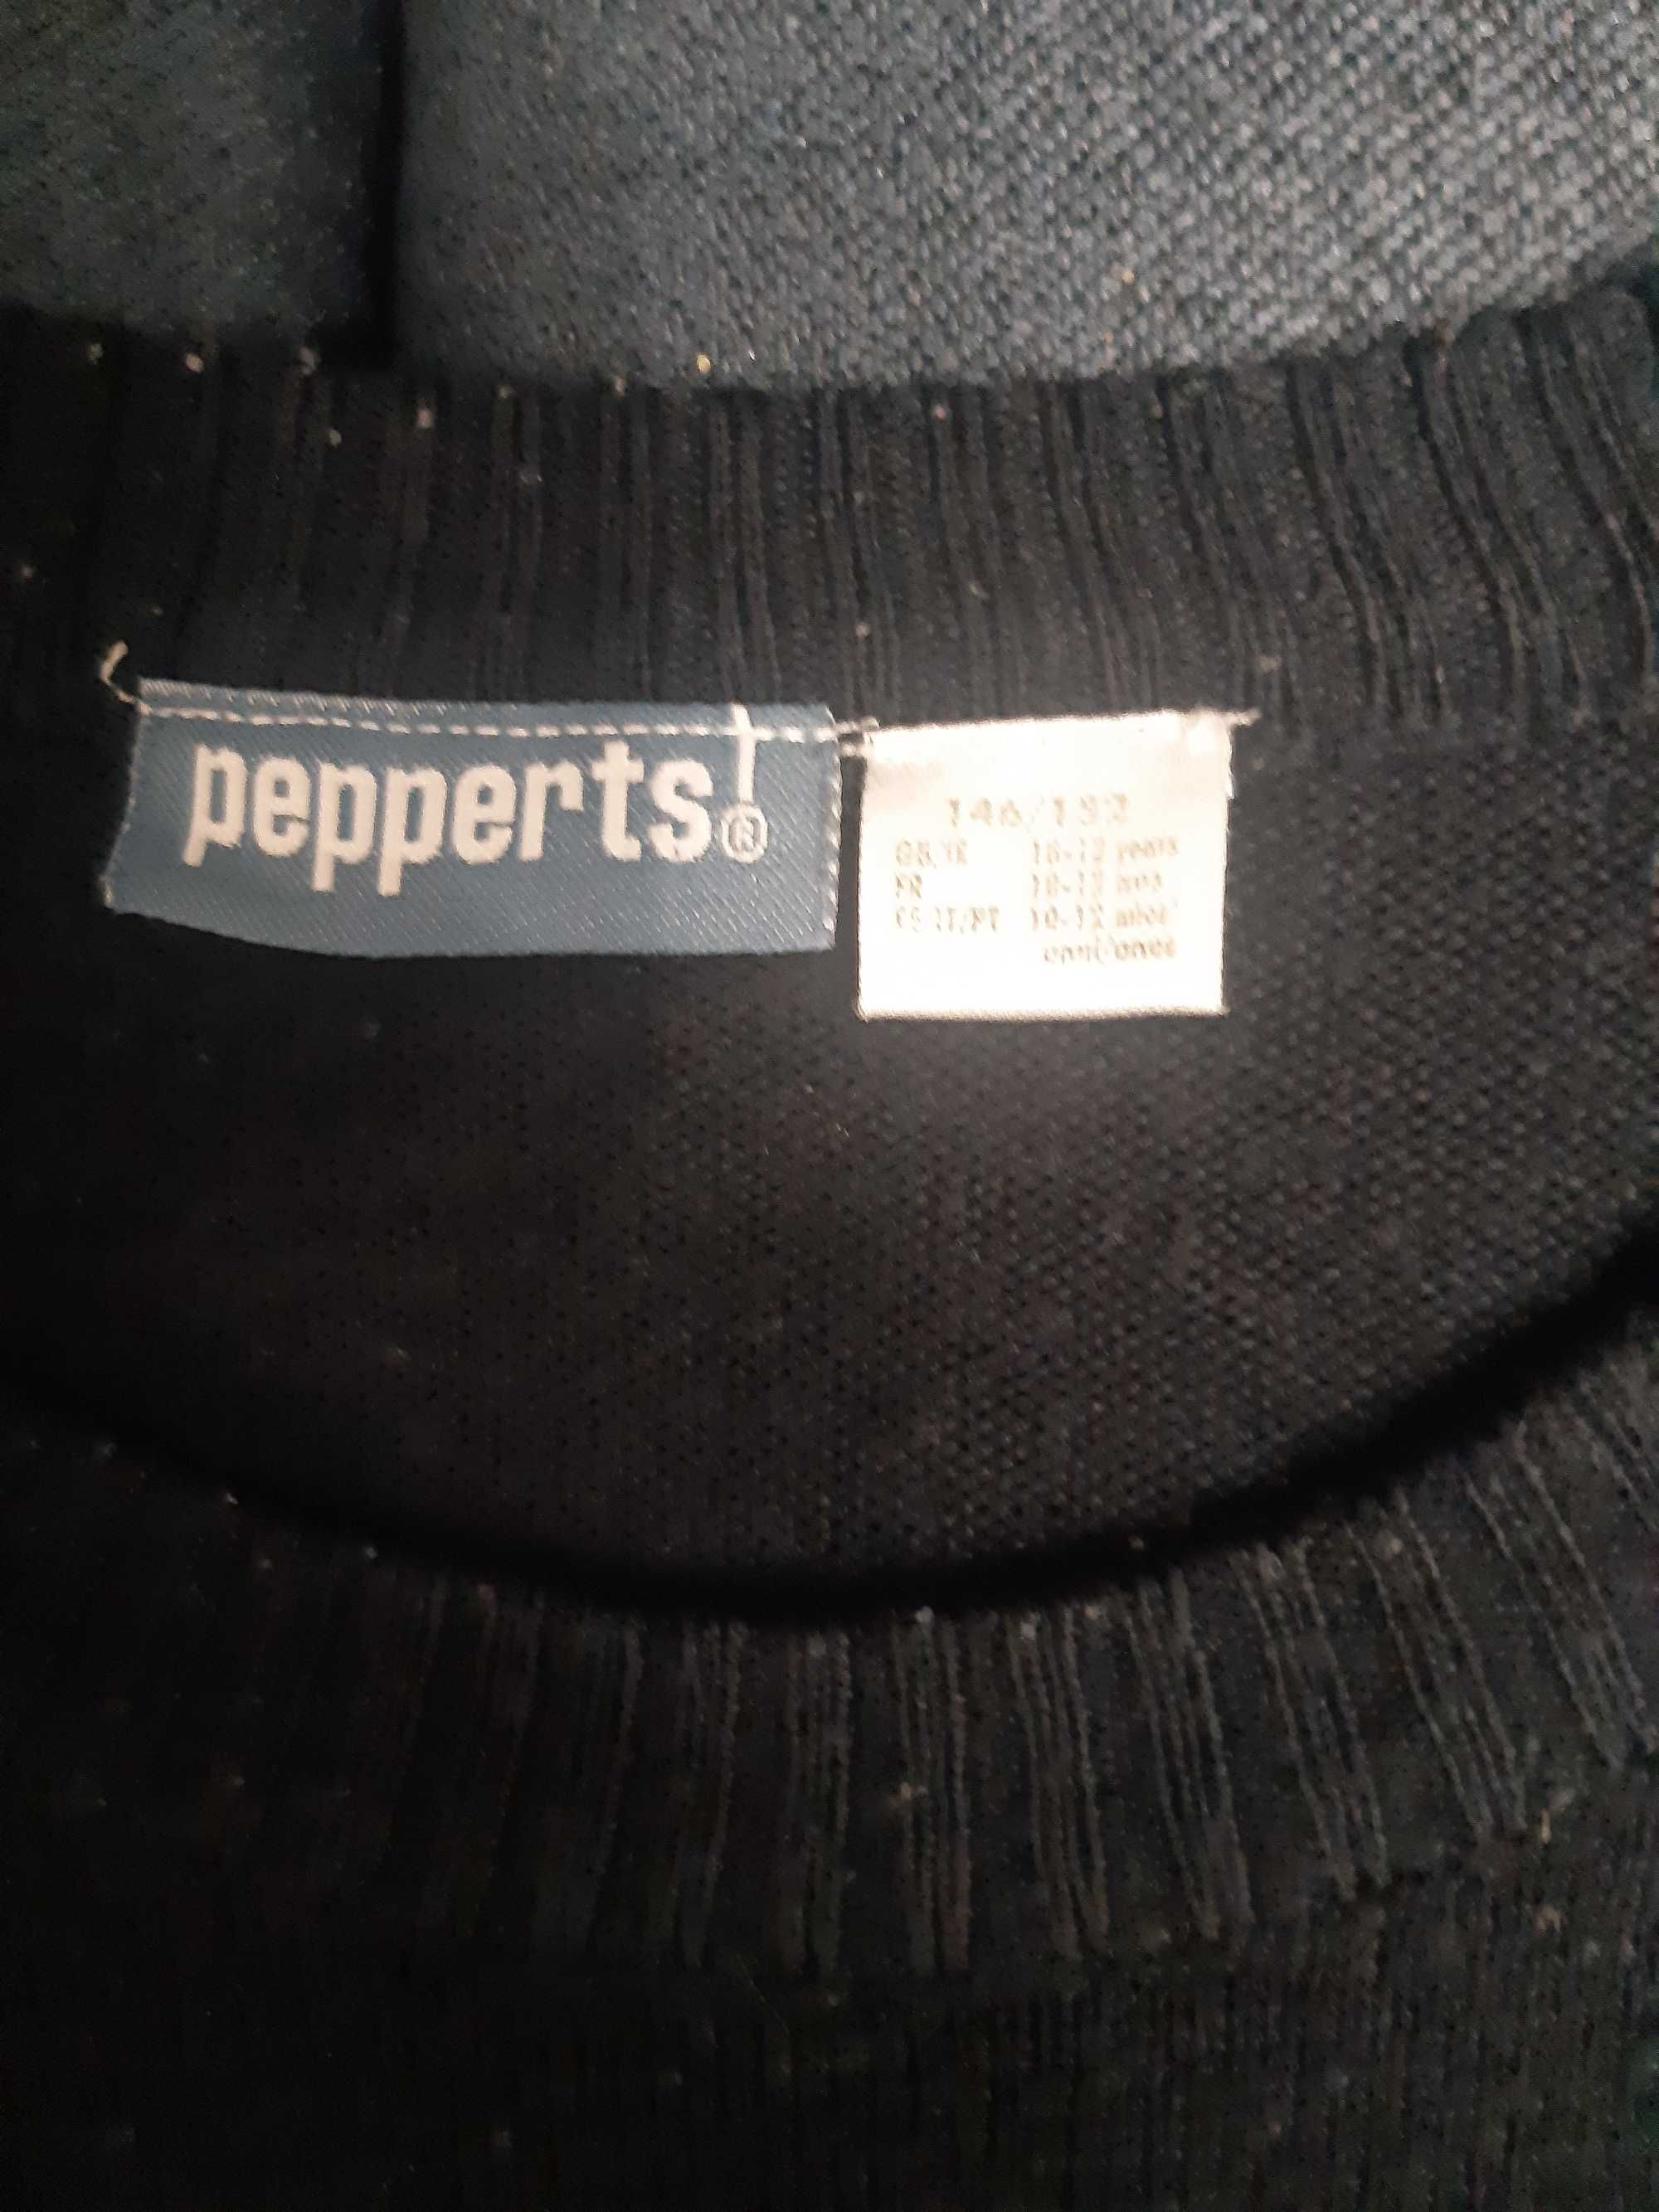 pepperts!®
146/152
GB, IE 10-12 years
FR 10-12 ans
ES IT/PT 10-12 años/
anni/anos